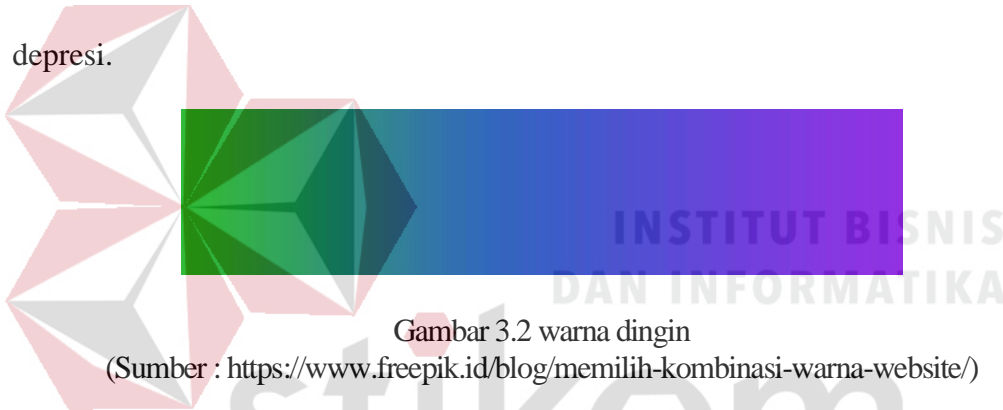 depresi.
INSTITUT BISNIS
DAN INFORMATIKA
Gambar 3.2 warna dingin
(Sumber : https://www.freepik.id/blog/memilih-kombinasi-warna-website/)
stikom